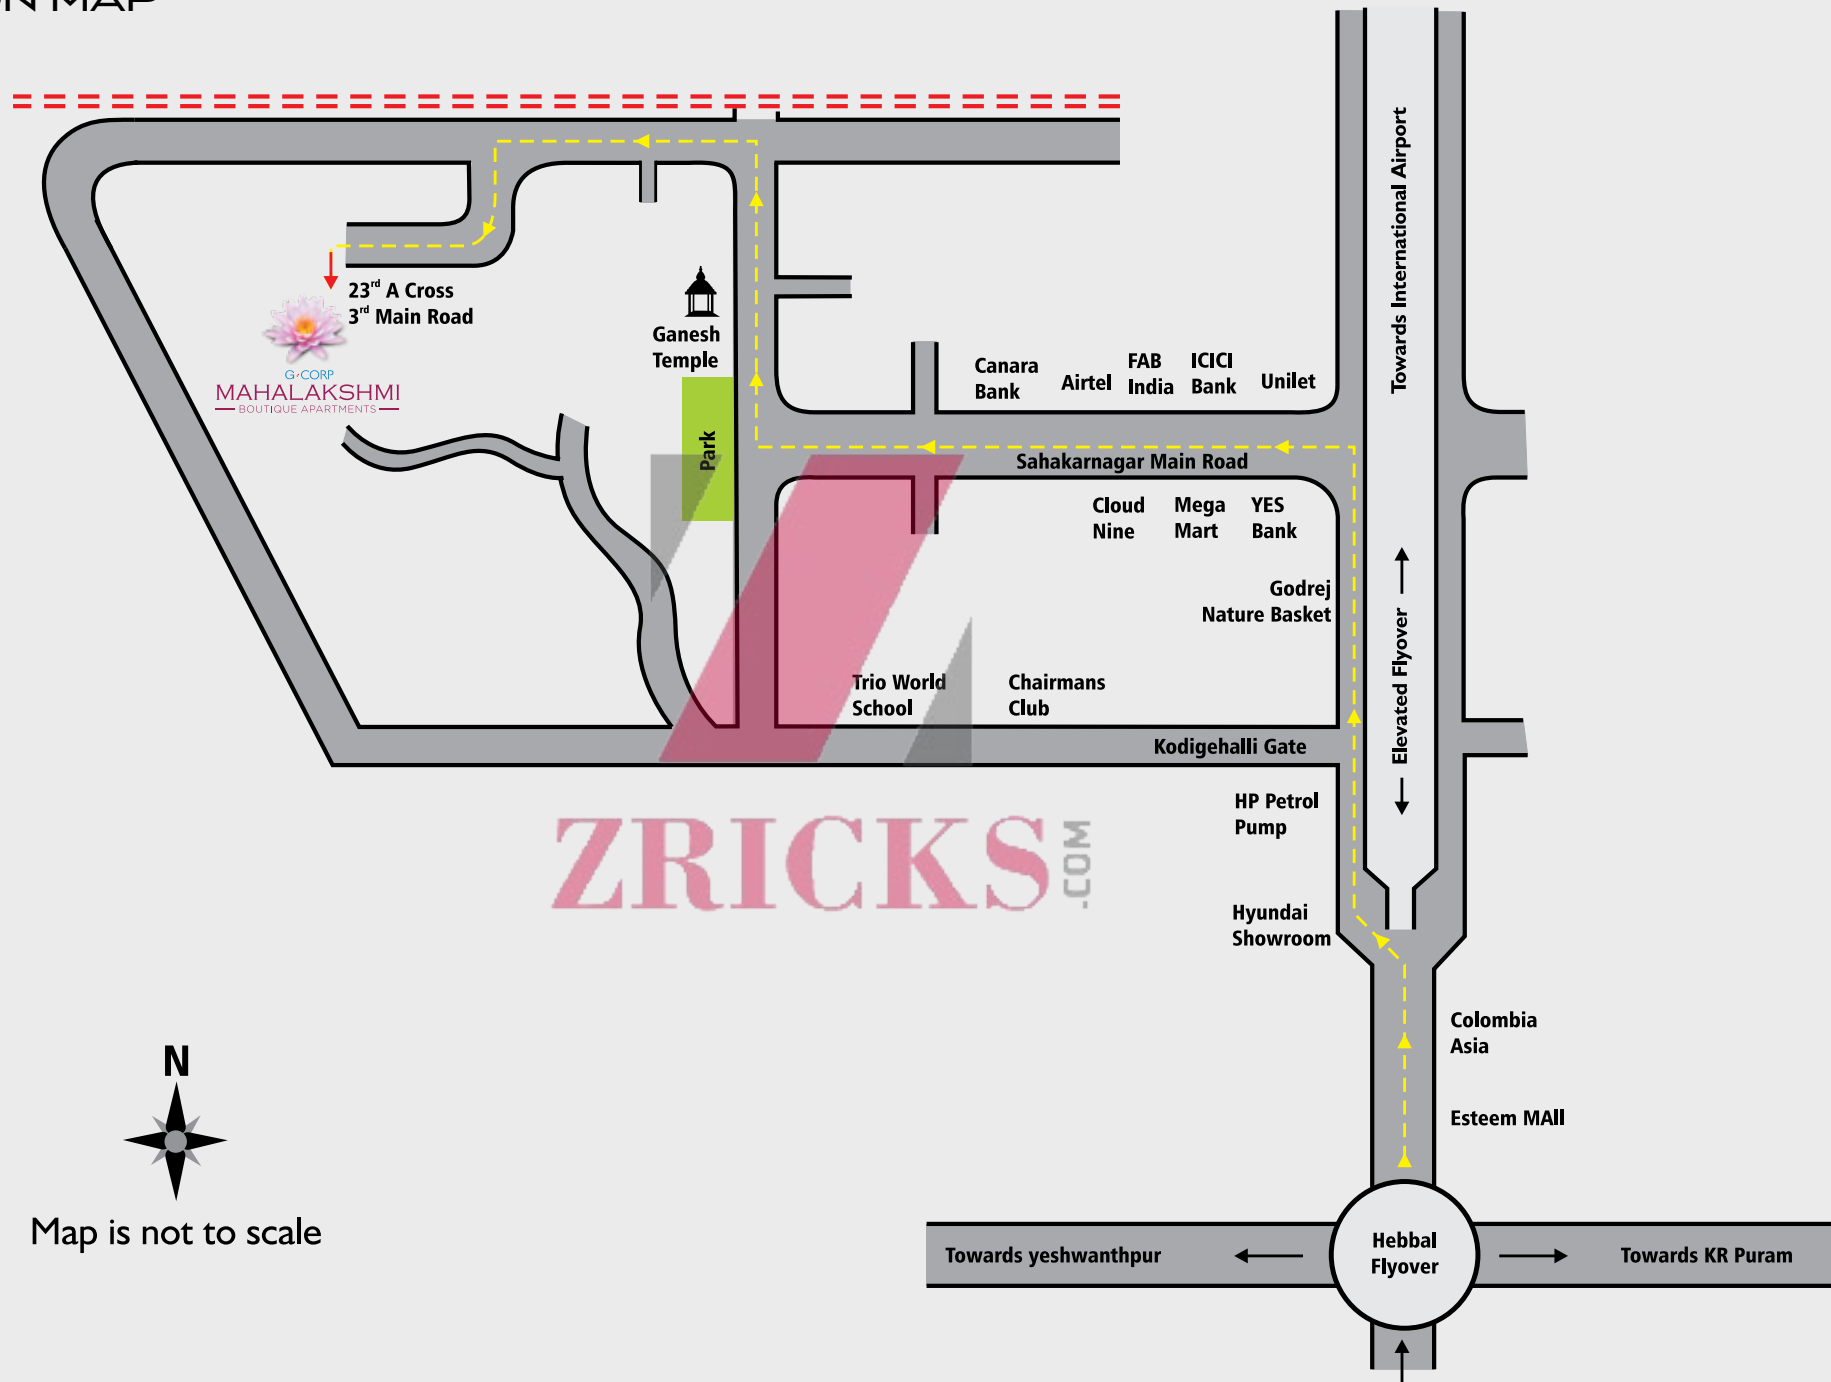 ON MAP
Towards International Airport
23rd A Cross
3rd Main Road
G:CORP
MAHALAKSHMI
BOUTIQUE APARTMENTS
Ganesh
Temple
Park
Canara
Bank
Airtel
FAB
India
ICICI
Bank
Unilet
Sahakarnagar Main Road
Cloud
Nine
Mega
Mart
YES
Bank
Godrej
Nature Basket
Elevated Flyover
Trio World
School
Chairmans
Club
Kodigehalli Gate
HP Petrol
Pump
ZRICKS
.COM
Hyundai
Showroom
Colombia
Asia
Esteem MAll
N
Map is not to scale
Towards yeshwanthpur
Hebbal
Flyover
Towards KR Puram